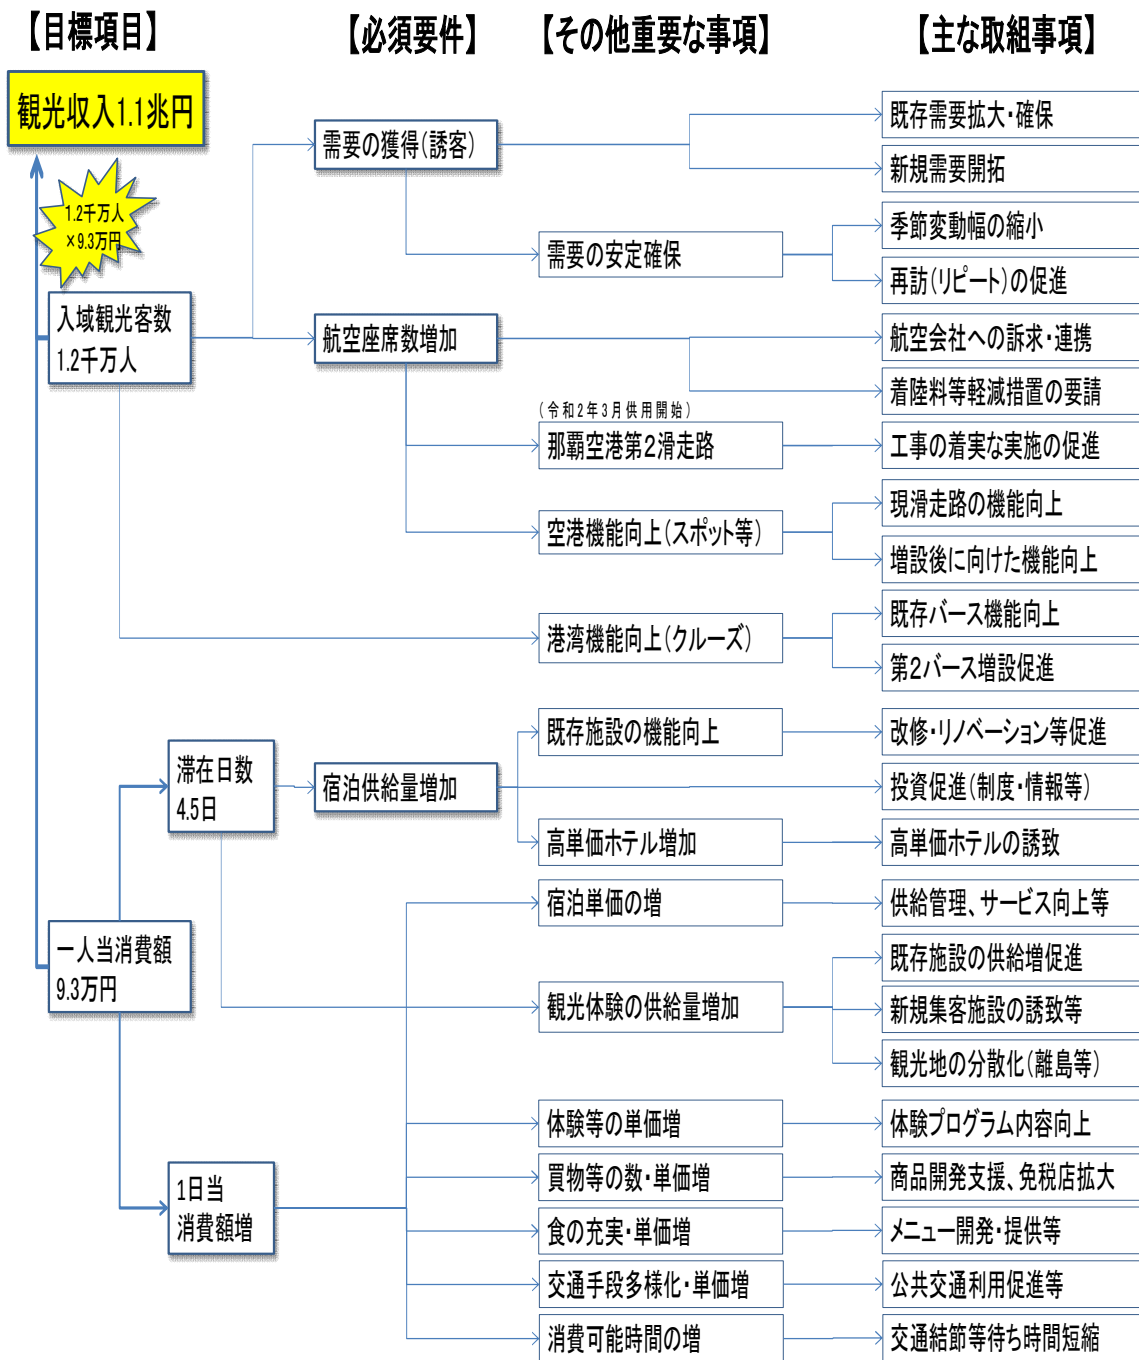 【目標項目】
【必須要件】
【その他重要な事項】
【主な取組事項】
観光収入1.1兆円
1.2千万人
×9.3万円
入域観光客数
1.2千万人
需要の獲得(誘客)
既存需要拡大・確保
新規需要開拓
需要の安定確保
季節変動幅の縮小
再訪(リピート)の促進
航空座席数増加
航空会社への訴求・連携
着陸料等軽減措置の要請
(令和2年3月供用開始)
那覇空港第2滑走路
工事の着実な実施の促進
空港機能向上(スポット等)
現滑走路の機能向上
増設後に向けた機能向上
港湾機能向上(クルーズ)
既存バース機能向上
第2バース増設促進
一人当消費額
9.3万円
滞在日数
4.5日
宿泊供給量増加
既存施設の機能向上
改修・リノベーション等促進
投資促進(制度・情報等)
高単価ホテル増加
高単価ホテルの誘致
宿泊単価の増
供給管理、サービス向上等
観光体験の供給量増加
既存施設の供給増促進
新規集客施設の誘致等
観光地の分散化(離島等)
1日当
消費額増
体験等の単価増
体験プログラム内容向上
買物等の数・単価増
商品開発支援、免税店拡大
食の充実・単価増
メニュー開発・提供等
交通手段多様化・単価増
公共交通利用促進等
消費可能時間の増
交通結節等待ち時間短縮